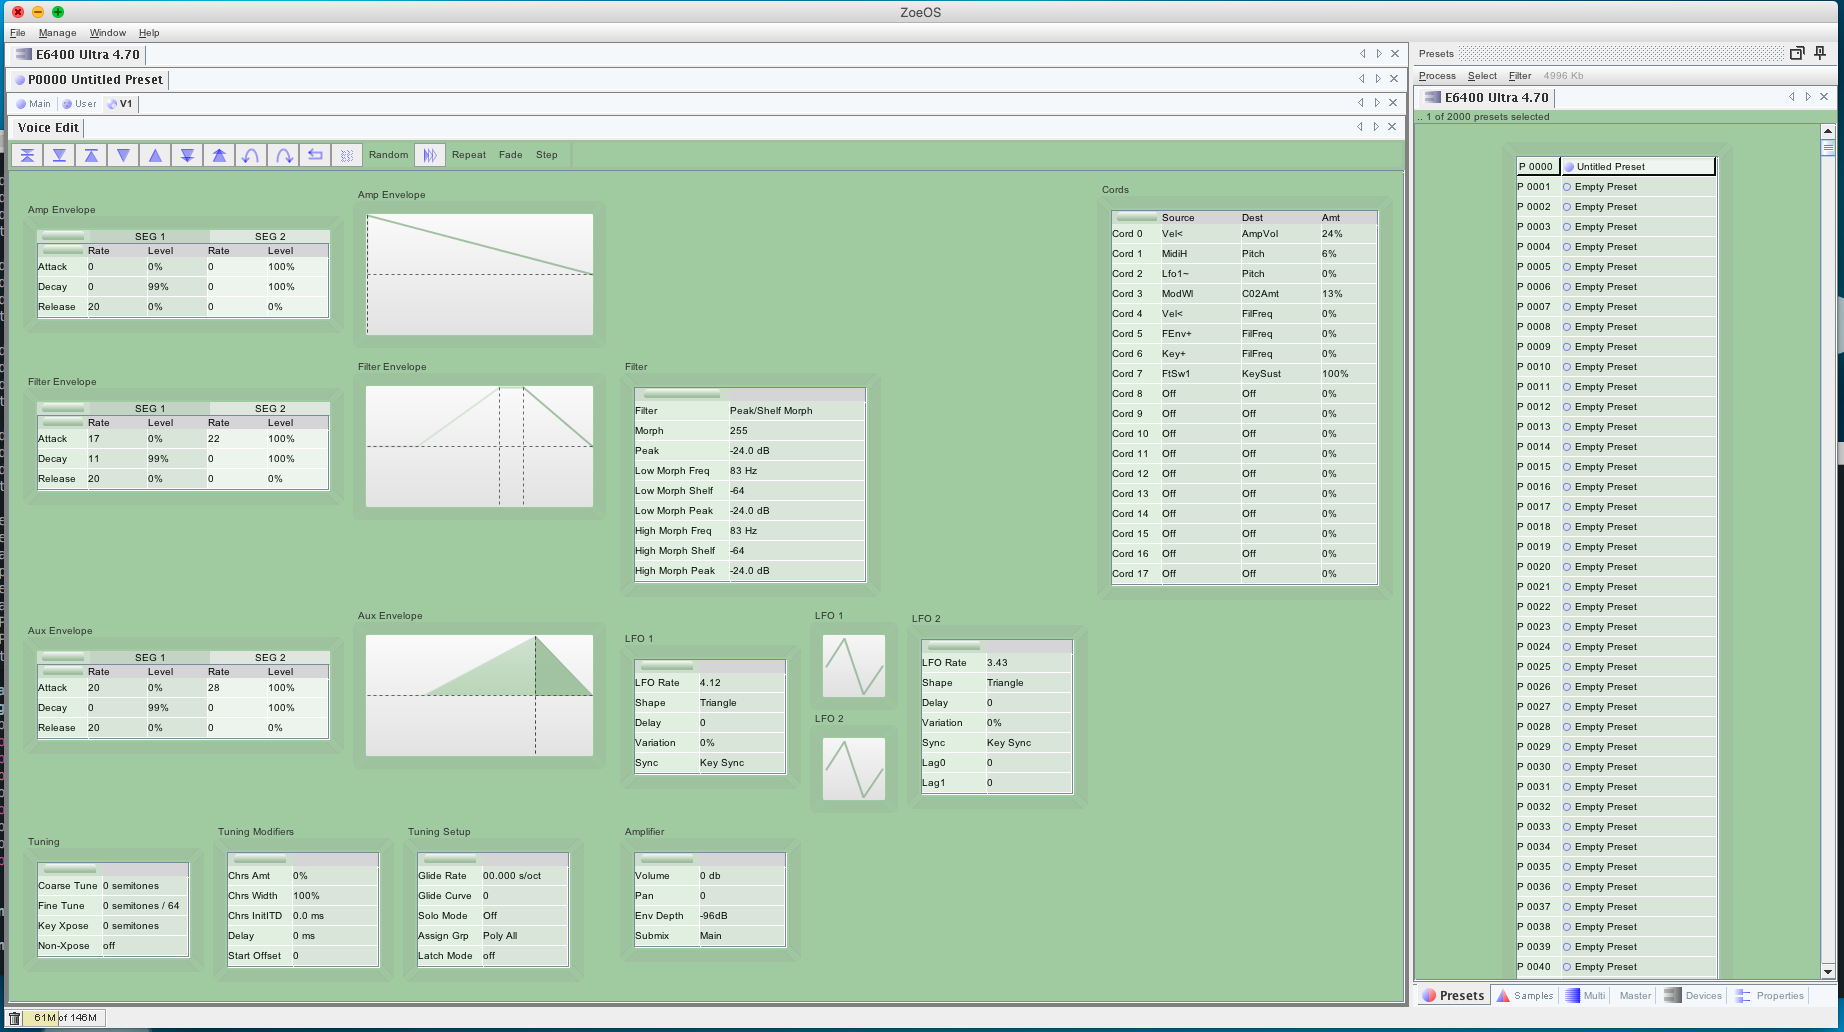 ZoeOS
File Manage Window Help
E6400 Ultra 4.70
P0000 Untitled Preset
Main User V1
Voice Edit
Random Repeat Fade Step
Amp Envelope
SEG 1 SEG 2
Rate Level Rate Level
Attack 0 0% 0 100%
Decay 0 99% 0 100%
Release 20 0% 0 0%
Amp Envelope
Filter Envelope
SEG 1 SEG 2
Rate Level Rate Level
Attack 17 0% 22 100%
Decay 11 99% 0 100%
Release 20 0% 0 0%
Filter Envelope
Filter
Filter Peak/Shelf Morph
Morph 255
Peak -24.0 dB
Low Morph Freq 83 Hz
Low Morph Shelf -64
Low Morph Peak -24.0 dB
High Morph Freq 83 Hz
High Morph Shelf -64
High Morph Peak -24.0 dB
Cords
Source Dest Amt
Cord 0 Vel< AmpVol 24%
Cord 1 MidiH Pitch 6%
Cord 2 Lfo1~ Pitch 0%
Cord 3 ModWl C02Amt 13%
Cord 4 Vel< FilFreq 0%
Cord 5 FEnv+ FilFreq 0%
Cord 6 Key+ FilFreq 0%
Cord 7 FtSw1 KeySust 100%
Cord 8 Off Off 0%
Cord 9 Off Off 0%
Cord 10 Off Off 0%
Cord 11 Off Off 0%
Cord 12 Off Off 0%
Cord 13 Off Off 0%
Cord 14 Off Off 0%
Cord 15 Off Off 0%
Cord 16 Off Off 0%
Cord 17 Off Off 0%
Aux Envelope
SEG 1 SEG 2
Rate Level Rate Level
Attack 20 0% 28 100%
Decay 0 99% 0 100%
Release 20 0% 0 0%
Aux Envelope
LFO 1
LFO Rate 4.12
Shape Triangle
Delay 0
Variation 0%
Sync Key Sync
LFO 1
LFO 2
LFO 2
LFO Rate 3.43
Shape Triangle
Delay 0
Variation 0%
Sync Key Sync
Lag0 0
Lag1 0
Tuning
Coarse Tune 0 semitones
Fine Tune 0 semitones / 64
Key Xpose 0 semitones
Non-Xpose off
Tuning Modifiers
Chrs Amt 0%
Chrs Width 100%
Chrs InitITD 0.0 ms
Delay 0 ms
Start Offset 0
Tuning Setup
Glide Rate 00.000 s/oct
Glide Curve 0
Solo Mode Off
Assign Grp Poly All
Latch Mode off
Amplifier
Volume 0 db
Pan 0
Env Depth -96dB
Submix Main
61M of 146M
Presets
Process Select Filter 4996 Kb
E6400 Ultra 4.70
.. 1 of 2000 presets selected
P 0000 Untitled Preset
P 0001 Empty Preset
P 0002 Empty Preset
P 0003 Empty Preset
P 0004 Empty Preset
P 0005 Empty Preset
P 0006 Empty Preset
P 0007 Empty Preset
P 0008 Empty Preset
P 0009 Empty Preset
P 0010 Empty Preset
P 0011 Empty Preset
P 0012 Empty Preset
P 0013 Empty Preset
P 0014 Empty Preset
P 0015 Empty Preset
P 0016 Empty Preset
P 0017 Empty Preset
P 0018 Empty Preset
P 0019 Empty Preset
P 0020 Empty Preset
P 0021 Empty Preset
P 0022 Empty Preset
P 0023 Empty Preset
P 0024 Empty Preset
P 0025 Empty Preset
P 0026 Empty Preset
P 0027 Empty Preset
P 0028 Empty Preset
P 0029 Empty Preset
P 0030 Empty Preset
P 0031 Empty Preset
P 0032 Empty Preset
P 0033 Empty Preset
P 0034 Empty Preset
P 0035 Empty Preset
P 0036 Empty Preset
P 0037 Empty Preset
P 0038 Empty Preset
P 0039 Empty Preset
P 0040 Empty Preset
Presets Samples Multi Master Devices Properties